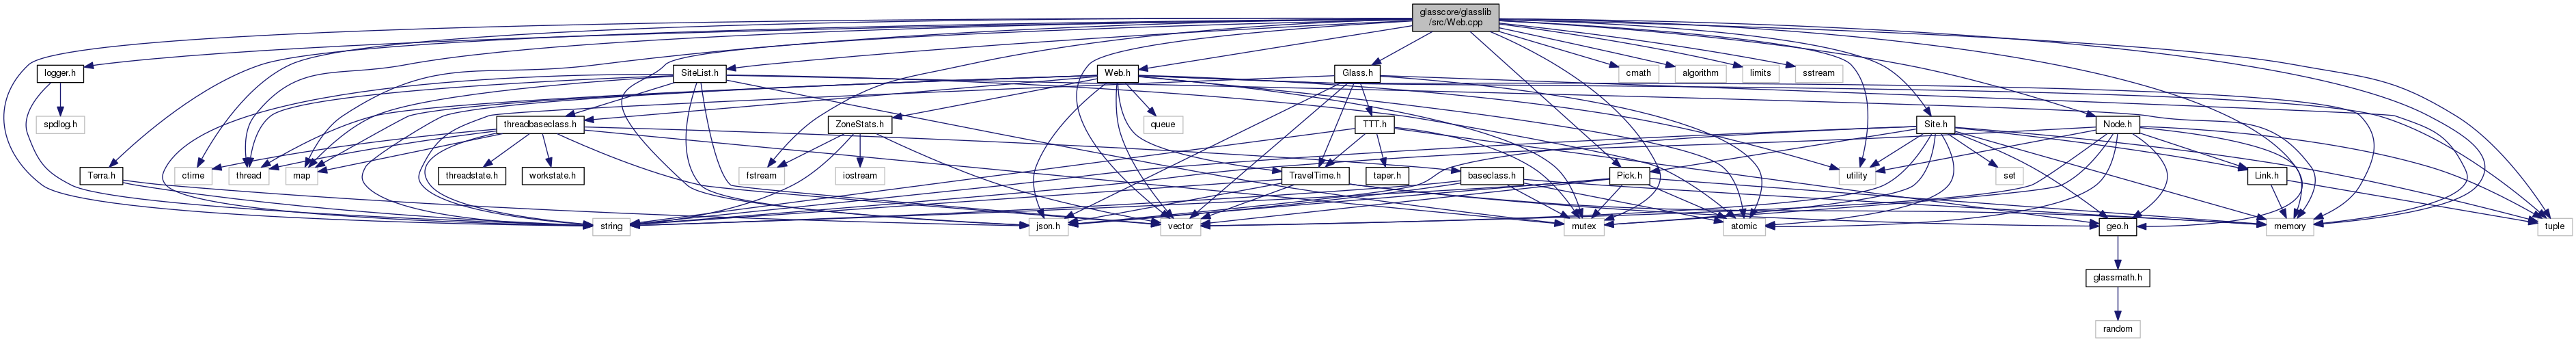 glasscore/glasslib
/src/Web.cpp
logger.h
SiteList.h
Web.h
Glass.h
cmath
algorithm
limits
sstream
spdlog.h
threadbaseclass.h
ZoneStats.h
queue
TTT.h
Site.h
Node.h
Terra.h
ctime
thread
map
threadstate.h
workstate.h
fstream
iostream
TravelTime.h
taper.h
baseclass.h
Pick.h
utility
set
Link.h
string
json.h
vector
mutex
atomic
geo.h
memory
tuple
glassmath.h
random